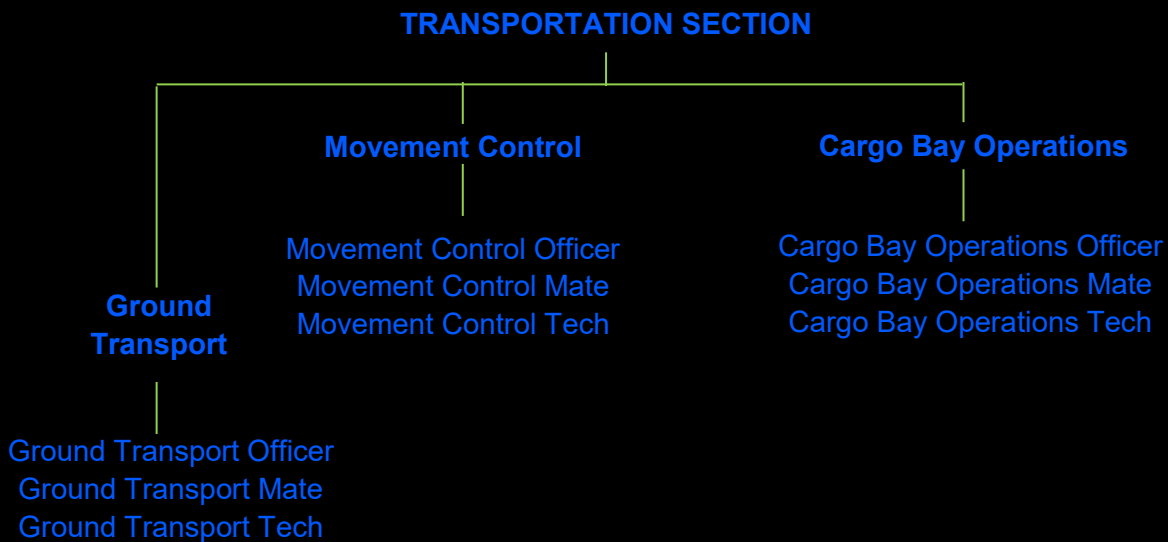 TRANSPORTATION SECTION
Movement Control
Cargo Bay Operations
Movement Control Officer
Movement Control Mate
Movement Control Tech
Cargo Bay Operations Officer
Cargo Bay Operations Mate
Cargo Bay Operations Tech
Ground
Transport
Ground Transport Officer
Ground Transport Mate
Ground Transport Tech